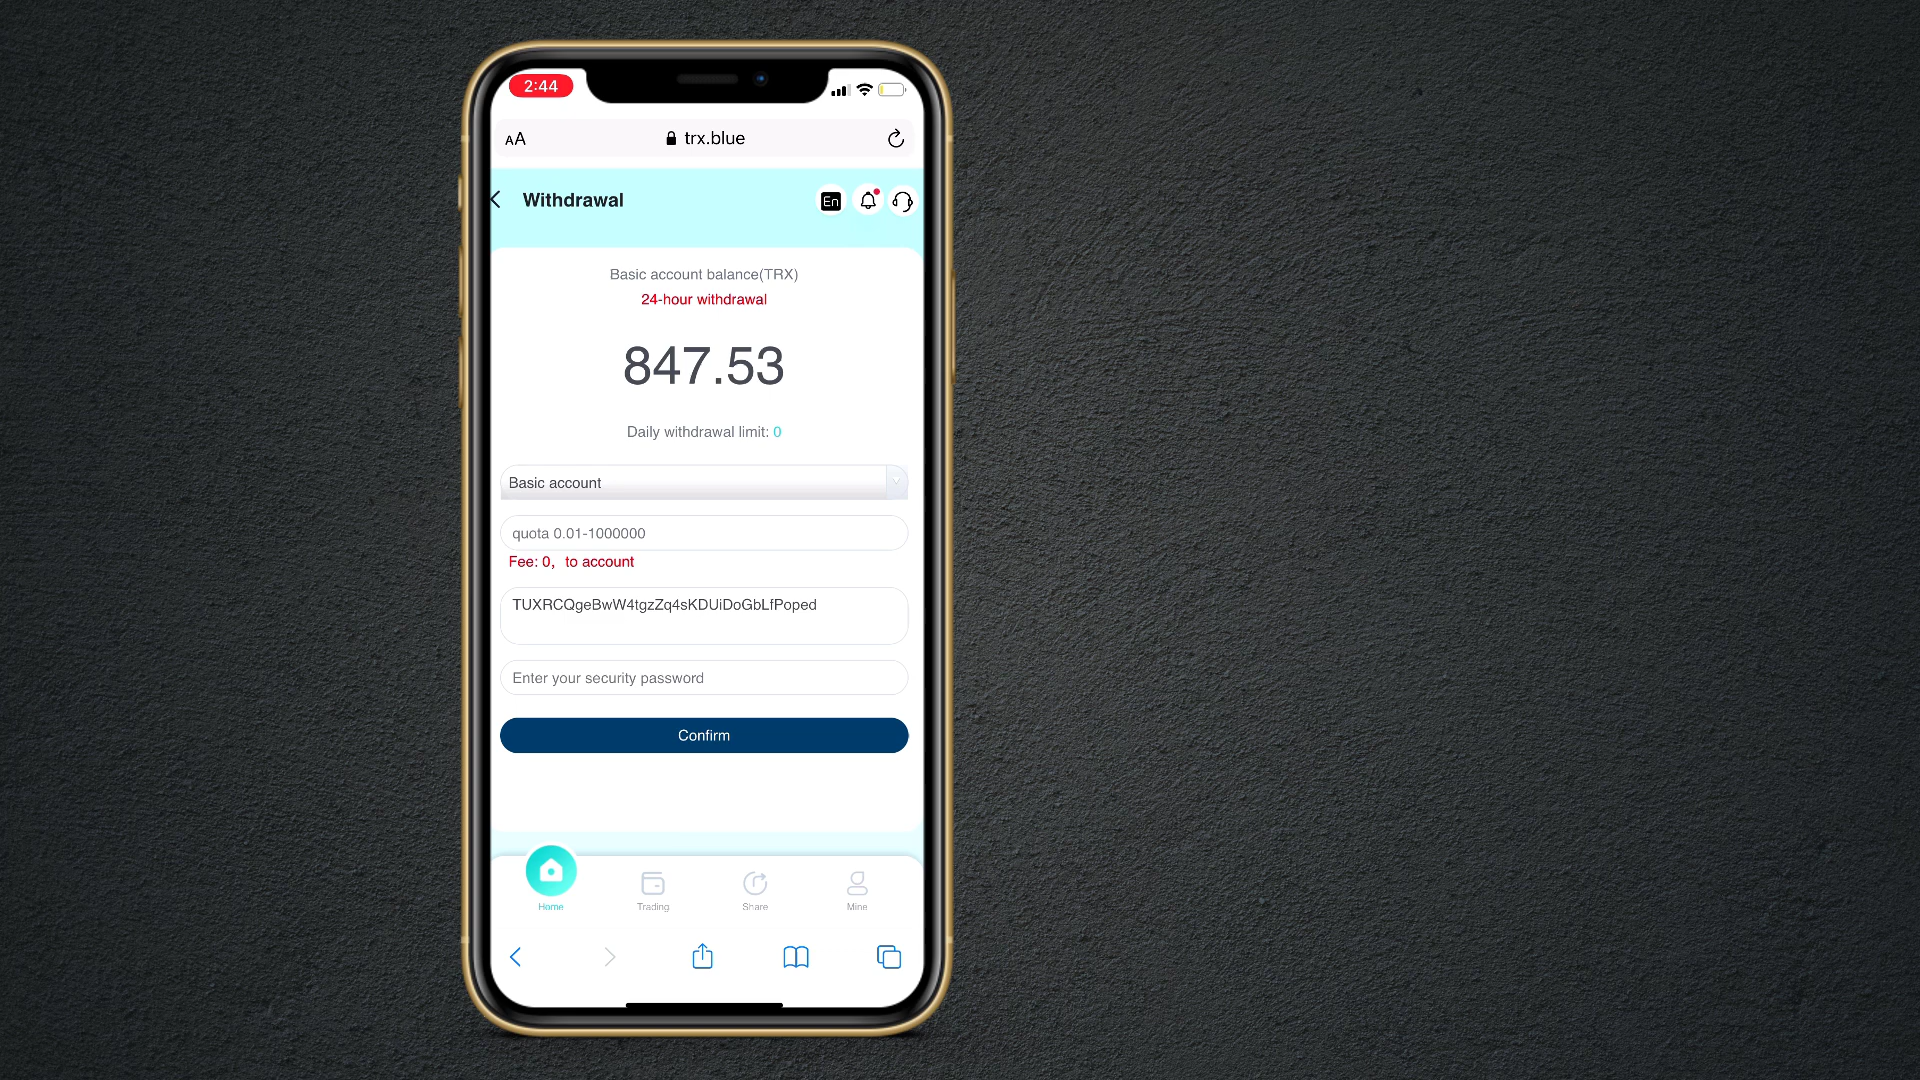 2:44
AA
trx.blue
Withdrawal
En
Basic account balance(TRX)
24-hour withdrawal
847.53
Daily withdrawal limit: 0
Basic account
quota 0.01-1000000
Fee: 0, to account
TUXRCQgeBwW4tgzZq4sKDUiDoGbLfPoped
Enter your security password
Confirm
Home
Trading
Share
Mine